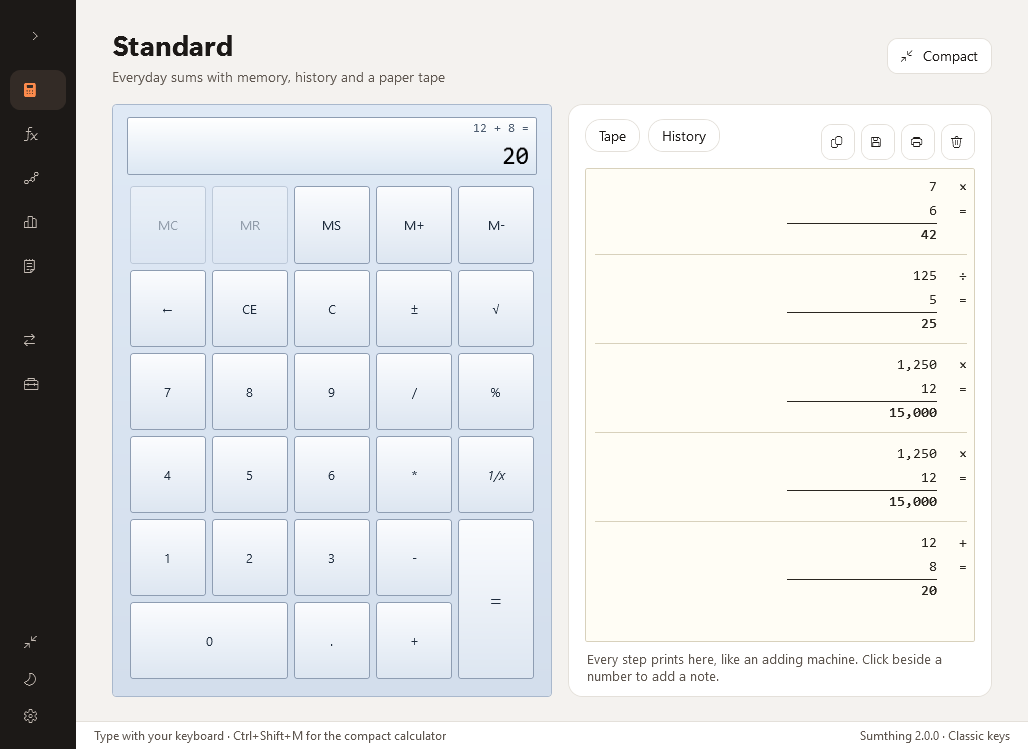 Standard
Everyday sums with memory, history and a paper tape
Compact
12 + 8 =
20
MC MR MS M+ M-
← CE C ± √
7 8 9 / %
4 5 6 * 1/x
1 2 3 -
=
0 . +
Tape History
7 ×
6 =
42
125 ÷
5 =
25
1,250 ×
12 =
15,000
1,250 ×
12 =
15,000
12 +
8 =
20
Every step prints here, like an adding machine. Click beside a
number to add a note.
fx
Type with your keyboard · Ctrl+Shift+M for the compact calculator
Sumthing 2.0.0 · Classic keys